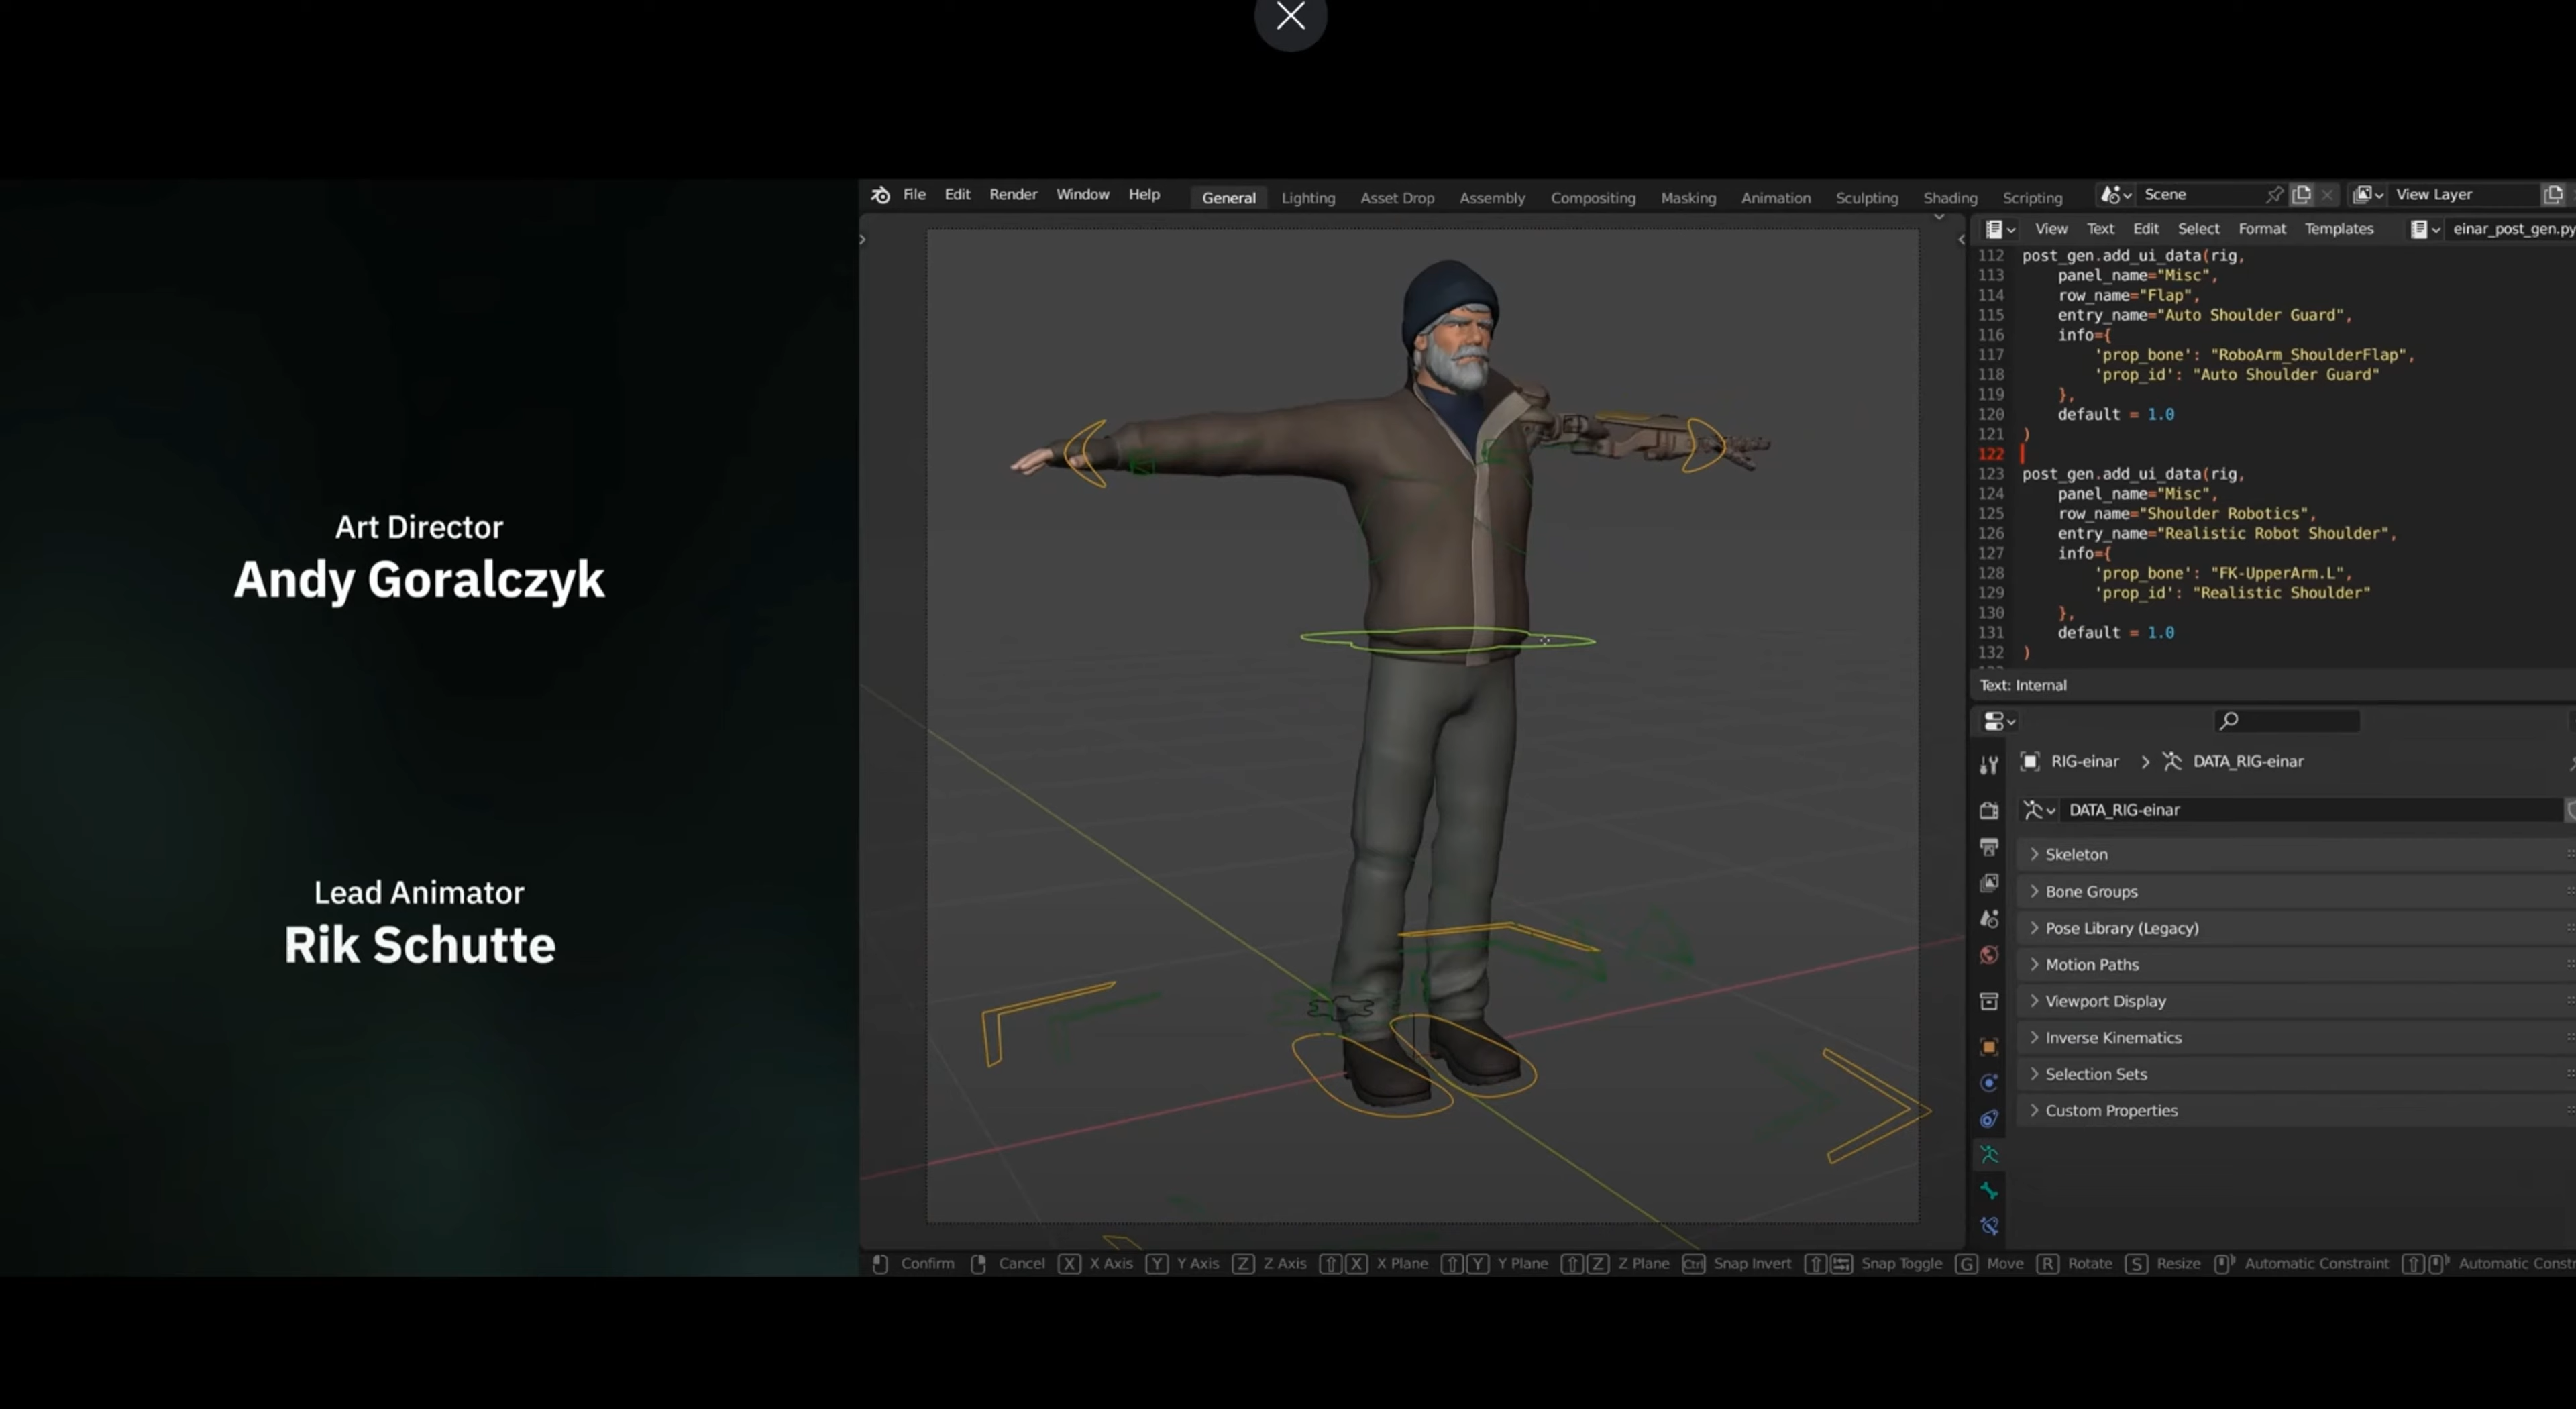 Art Director
Andy Goralczyk
Lead Animator
Rik Schutte
File Edit Render Window Help General Lighting Asset Drop Assembly Compositing Masking Animation Sculpting Shading Scripting Scene View Layer
View Text Edit Select Format Templates einar_post_gen.py
112 post_gen.add_ui_data(rig,
113 panel_name="Misc",
114 row_name="Flap",
115 entry_name="Auto Shoulder Guard",
116 info={
117 'prop_bone': "RoboArm_ShoulderFlap",
118 'prop_id': "Auto Shoulder Guard"
119 },
120 default = 1.0
121 )
122
123 post_gen.add_ui_data(rig,
124 panel_name="Misc",
125 row_name="Shoulder Robotics",
126 entry_name="Realistic Robot Shoulder",
127 info={
128 'prop_bone': "FK-UpperArm.L",
129 'prop_id': "Realistic Shoulder"
130 },
131 default = 1.0
132 )
Text: Internal
RIG-einar > DATA_RIG-einar
DATA_RIG-einar
Skeleton
Bone Groups
Pose Library (Legacy)
Motion Paths
Viewport Display
Inverse Kinematics
Selection Sets
Custom Properties
Confirm Cancel X X Axis Y Y Axis Z Z Axis X X Plane Y Y Plane Z Z Plane Ctrl Snap Invert Snap Toggle G Move R Rotate S Resize Automatic Constraint Automatic